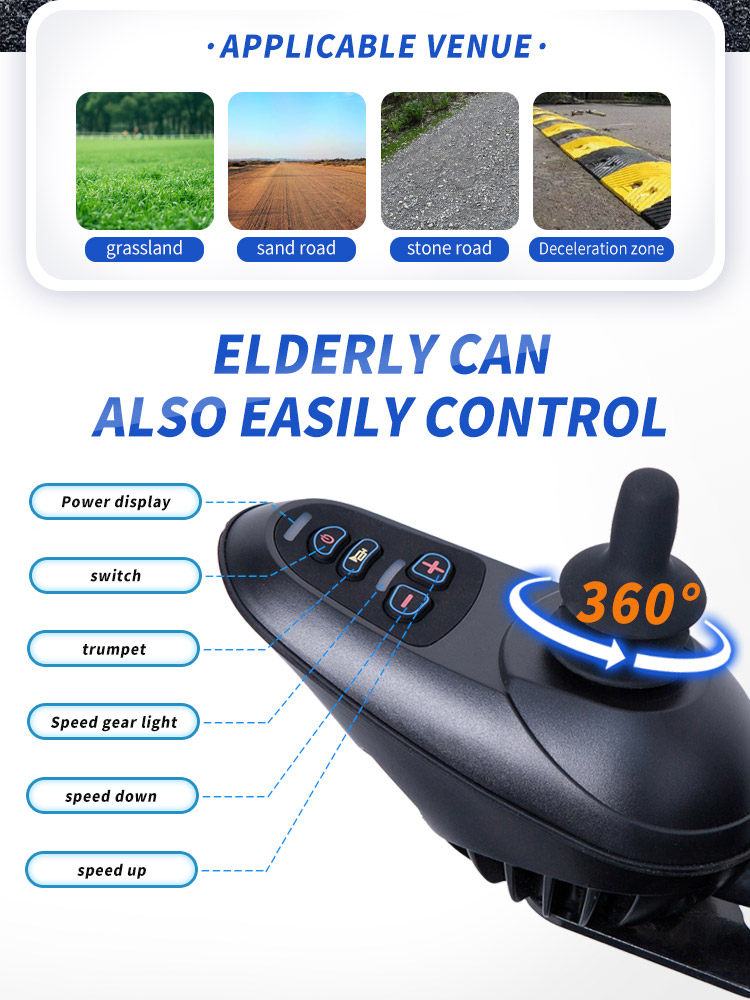 ·APPLICABLE VENUE·
grassland
sand road
stone road
Deceleration zone
ELDERLY CAN
ALSO EASILY CONTROL
Power display
switch
trumpet
Speed gear light
speed down
speed up
360°